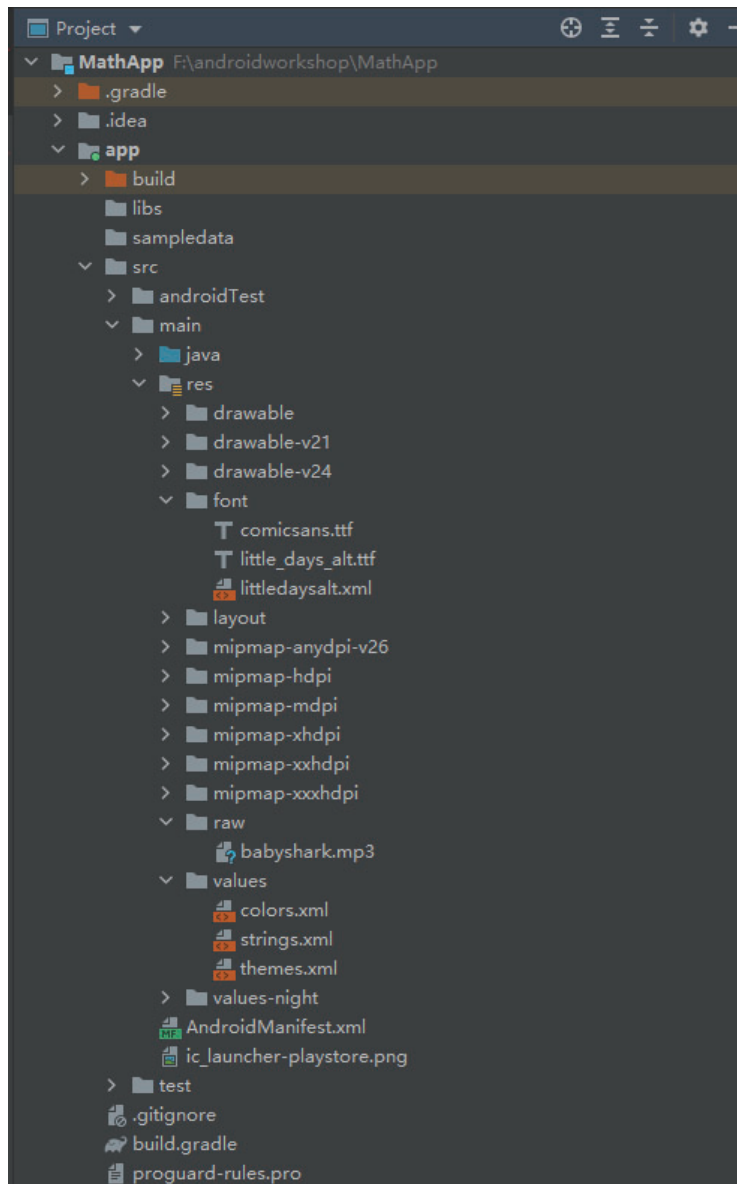 Project
MathApp F:\androidworkshop\MathApp
.gradle
.idea
app
build
libs
sampledata
src
androidTest
main
java
res
drawable
drawable-v21
drawable-v24
font
comicsans.ttf
little_days_alt.ttf
littledaysalt.xml
layout
mipmap-anydpi-v26
mipmap-hdpi
mipmap-mdpi
mipmap-xhdpi
mipmap-xxhdpi
mipmap-xxxhdpi
raw
babyshark.mp3
values
colors.xml
strings.xml
themes.xml
values-night
MF AndroidManifest.xml
ic_launcher-playstore.png
test
.gitignore
build.gradle
proguard-rules.pro